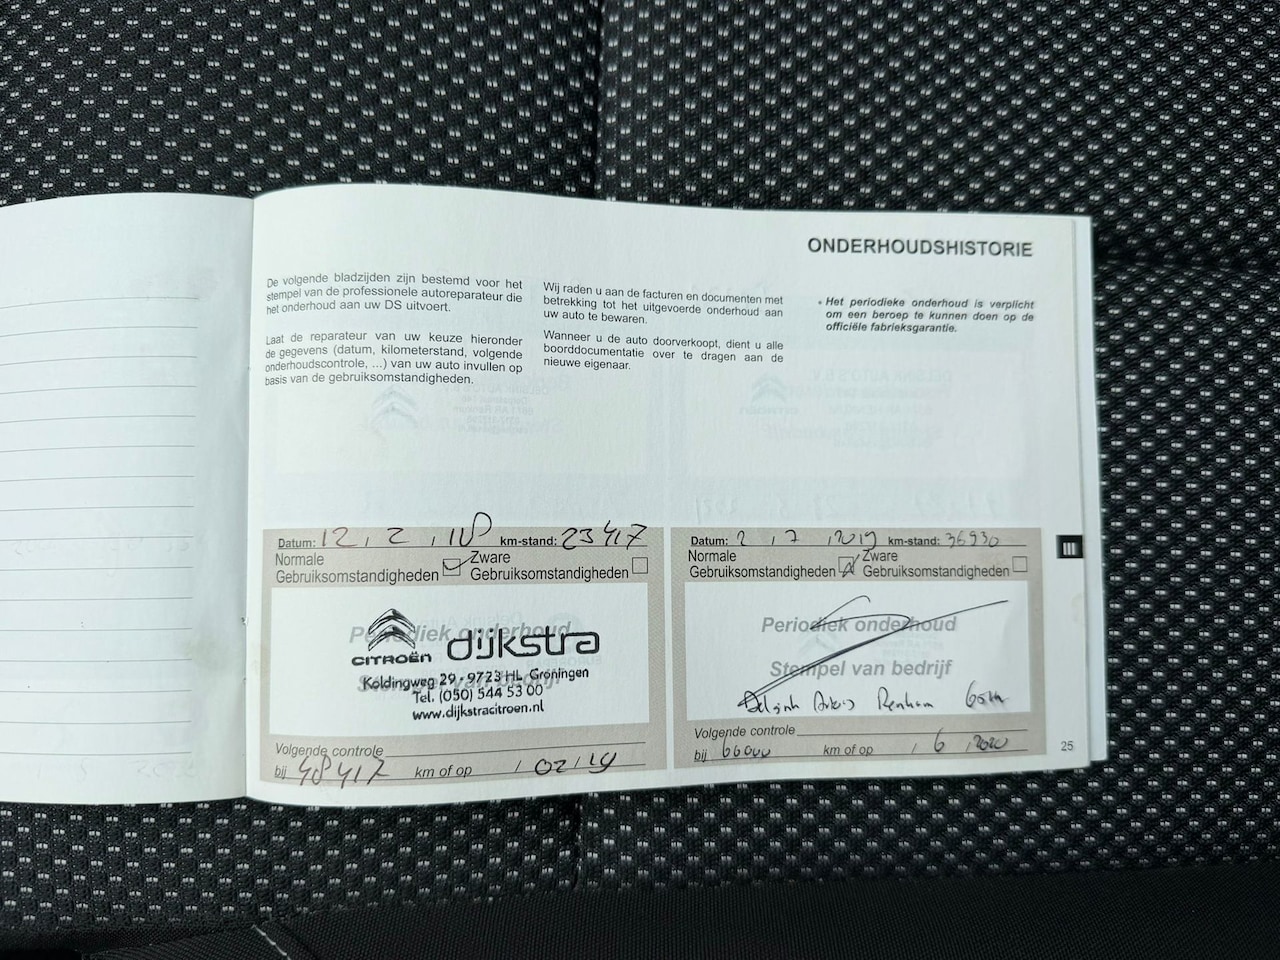 ONDERHOUDSHISTORIE
De volgende bladzijden zijn bestemd voor het
stempel van de professionele autoreparateur die
het onderhoud aan uw DS uitvoert.
Laat de reparateur van uw keuze hieronder
de gegevens (datum, kilometerstand, volgende
onderhoudscontrole, ...) van uw auto invullen op
basis van de gebruiksomstandigheden.
Wij raden u aan de facturen en documenten met
betrekking tot het uitgevoerde onderhoud aan
uw auto te bewaren.
Wanneer u de auto doorverkoopt, dient u alle
boorddocumentatie over te dragen aan de
nieuwe eigenaar.
• Het periodieke onderhoud is verplicht
om een beroep te kunnen doen op de
officiële fabrieksgarantie.
Datum: 12, 2, 18 km-stand: 23417
Normale
Gebruiksomstandigheden
Zware
Gebruiksomstandigheden
Periodiek onderhoud
Stempel van bedrijf
CITROËN dijkstra
Koldingweg 29 - 9723 HL Groningen
Tel. (050) 544 53 00
www.dijkstracitroen.nl
Volgende controle
bij 48417 km of op / 02 / 19
Datum: 2, 7, 2019 km-stand: 36930
Normale
Gebruiksomstandigheden
Zware
Gebruiksomstandigheden
Periodiek onderhoud
Stempel van bedrijf
Volgende controle
bij 66000 km of op , 6, 2020
25
III